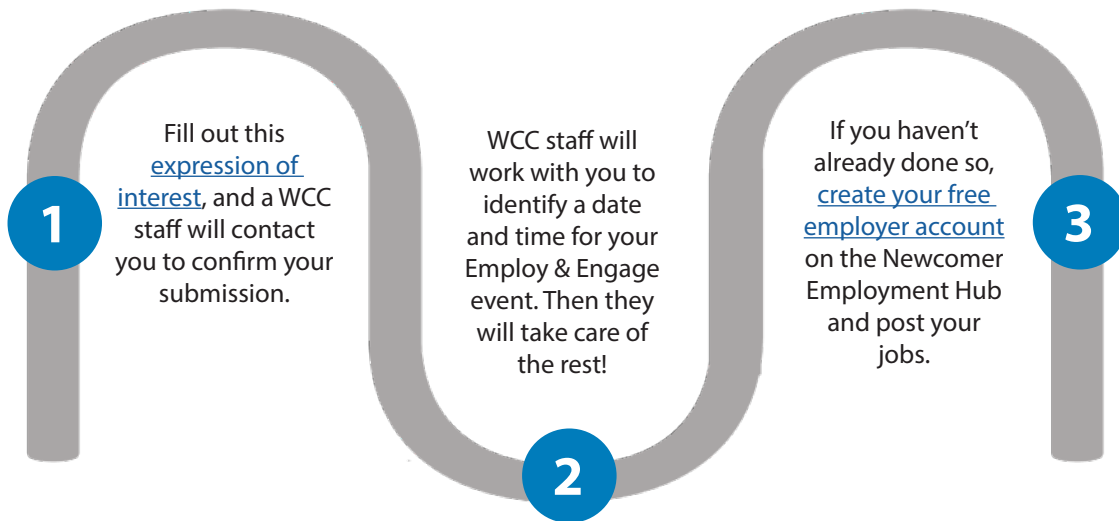 1
Fill out this
expression of
interest, and a WCC
staff will contact
you to confirm your
submission.
2
WCC staff will
work with you to
identify a date
and time for your
Employ & Engage
event. Then they
will take care of
the rest!
3
If you haven’t
already done so,
create your free
employer account
on the Newcomer
Employment Hub
and post your
jobs.